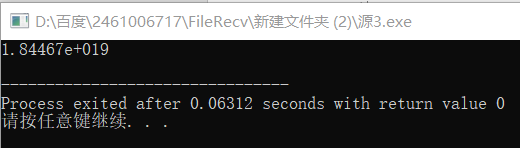 D:\百度\2461006717\FileRecv\新建文件夹 (2)\源3.exe
1.84467e+019
--------------------------------
Process exited after 0.06312 seconds with return value 0
请按任意键继续. . .